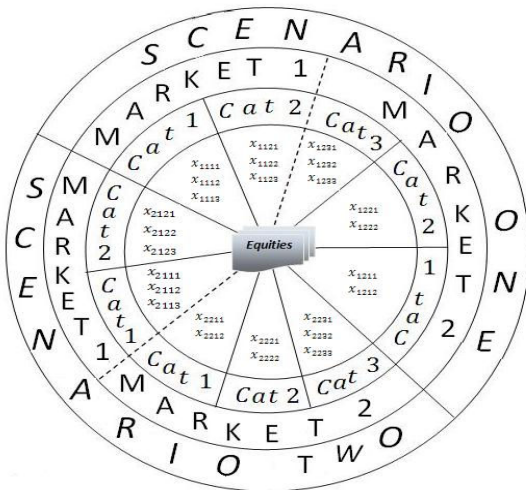 SCENARIO ONE
MARKET 1
Cat 1
x1111
x1112
x1113
Cat 2
x1121
x1122
x1123
MARKET 2
Cat 3
x1231
x1232
x1233
Cat 2
x1221
x1222
Cat 1
x1211
x1212
Equities
SCENARIO TWO
MARKET 1
Cat 2
x2121
x2122
x2123
Cat 1
x2111
x2112
x2113
MARKET 2
Cat 1
x2211
x2212
Cat 2
x2221
x2222
Cat 3
x2231
x2232
x2233